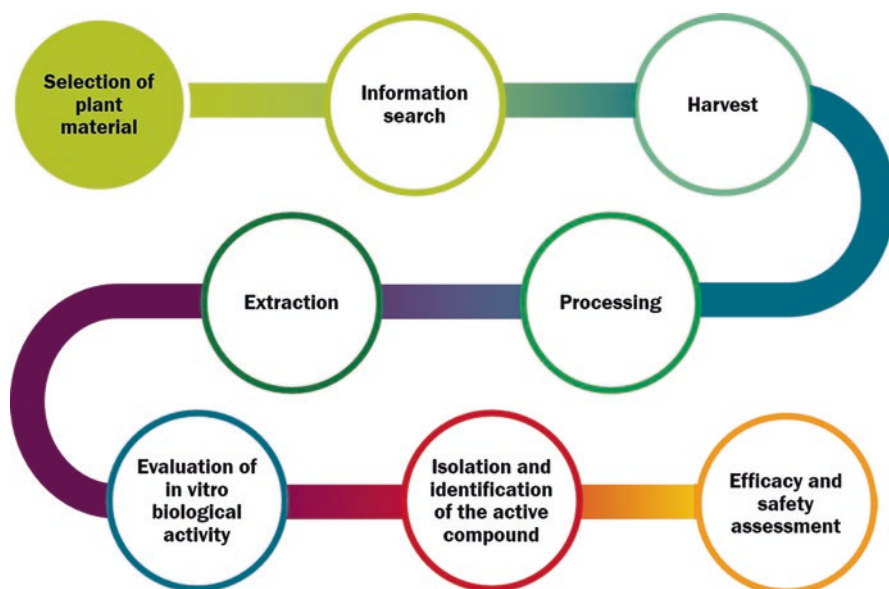 Selection of
plant
material
Information
search
Harvest
Processing
Extraction
Evaluation of
in vitro
biological
activity
Isolation and
identification
of the active
compound
Efficacy and
safety
assessment